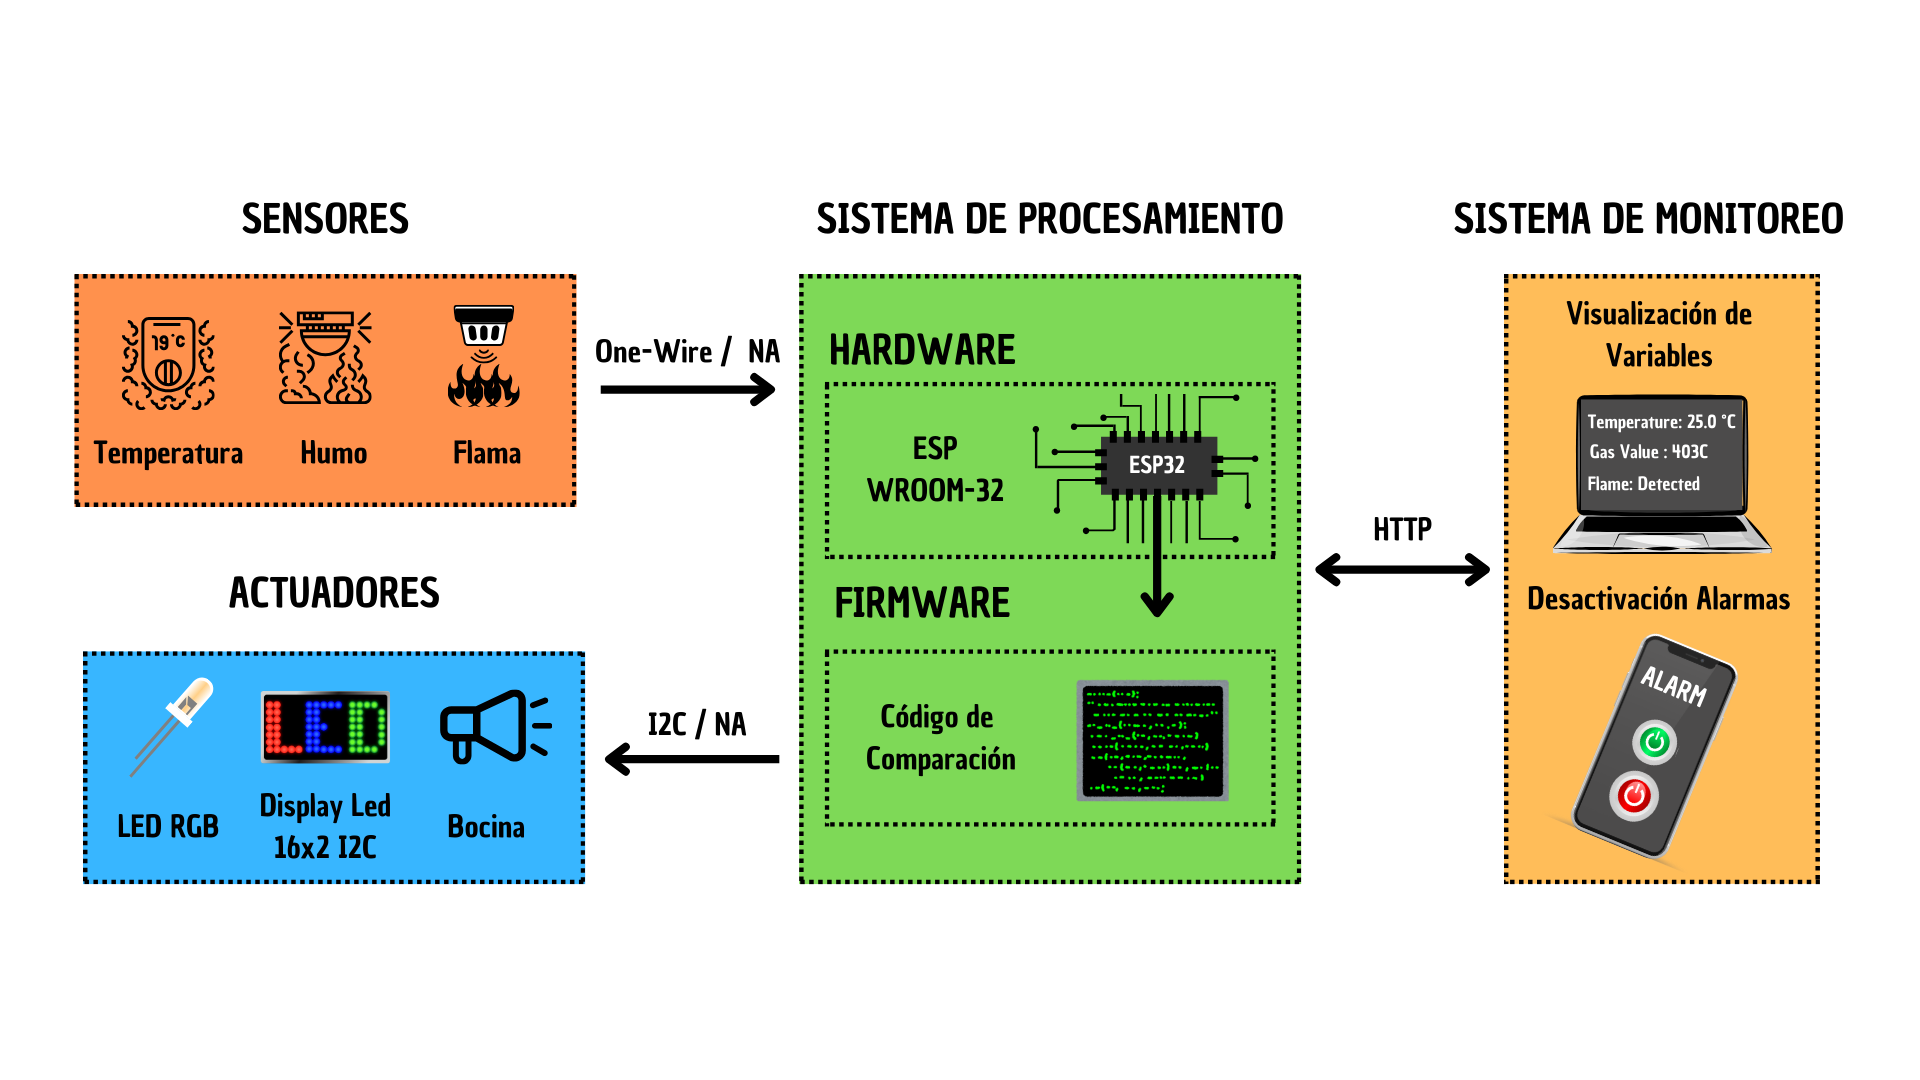 SENSORES
19°C
Temperatura
Humo
Flama
One-Wire / NA
ACTUADORES
LED
LED RGB
Display Led
16x2 I2C
Bocina
I2C / NA
SISTEMA DE PROCESAMIENTO
HARDWARE
ESP
WROOM-32
ESP32
FIRMWARE
Código de
Comparación
HTTP
SISTEMA DE MONITOREO
Visualización de
Variables
Temperature: 25.0 °C
Gas Value : 403C
Flame: Detected
Desactivación Alarmas
ALARM